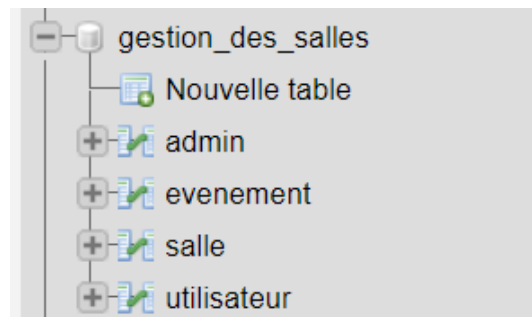 gestion_des_salles
Nouvelle table
admin
evenement
salle
utilisateur